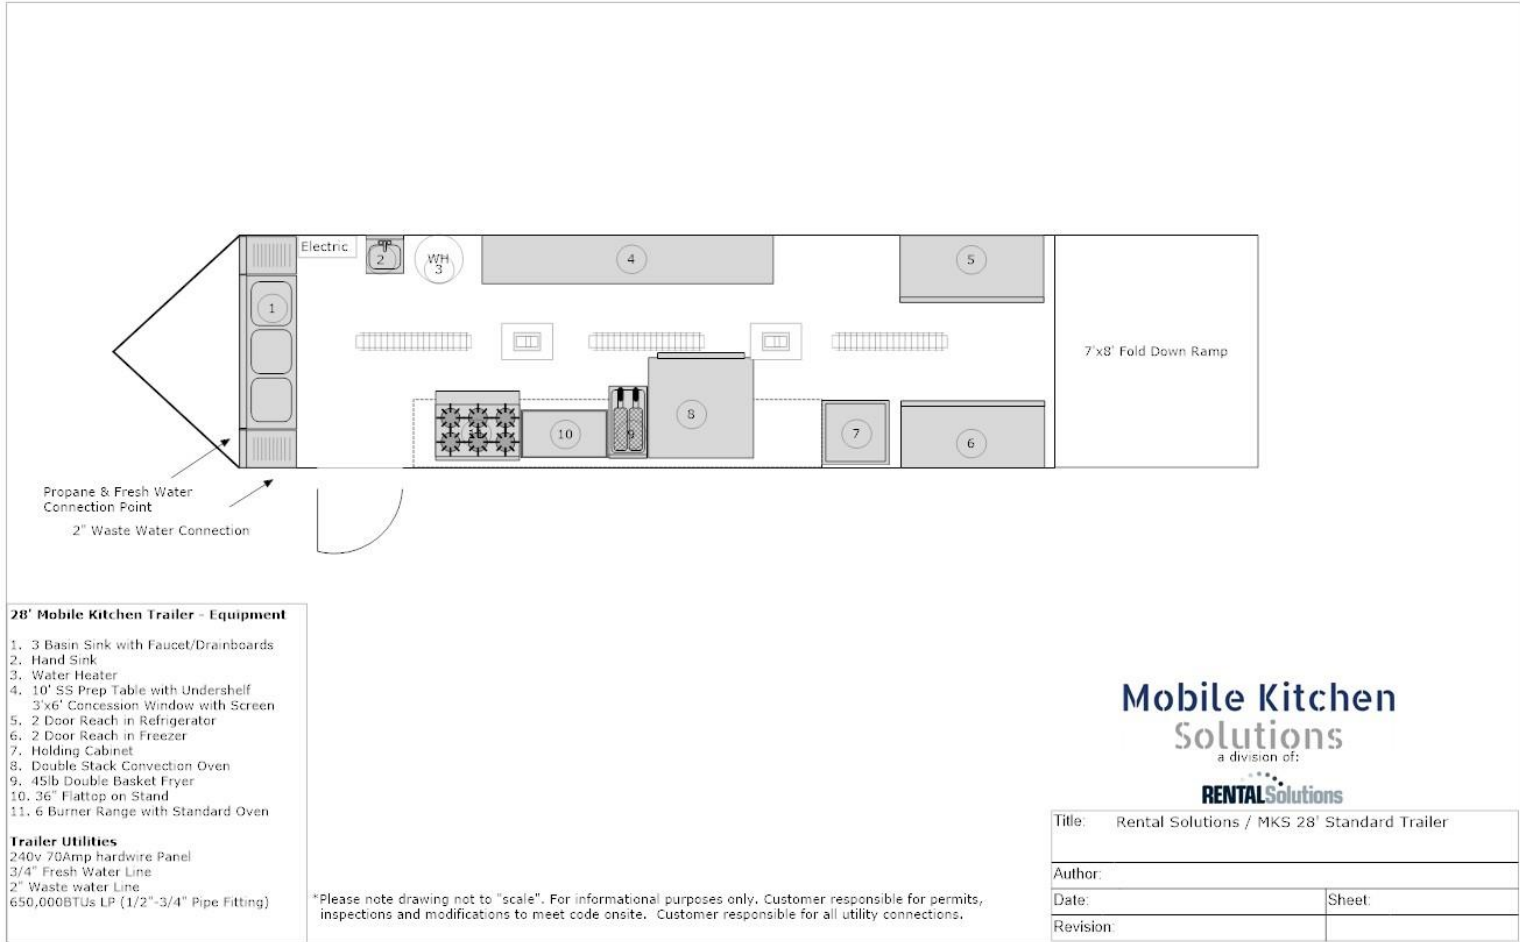 Electric
2
WH
3
4
5
1
7'x8' Fold Down Ramp
10
9
8
7
6
Propane & Fresh Water
Connection Point
2" Waste Water Connection
28' Mobile Kitchen Trailer - Equipment
1. 3 Basin Sink with Faucet/Drainboards
2. Hand Sink
3. Water Heater
4. 10' SS Prep Table with Undershelf
3'x6' Concession Window with Screen
5. 2 Door Reach in Refrigerator
6. 2 Door Reach in Freezer
7. Holding Cabinet
8. Double Stack Convection Oven
9. 45lb Double Basket Fryer
10. 36" Flattop on Stand
11. 6 Burner Range with Standard Oven
Trailer Utilities
240v 70Amp hardwire Panel
3/4" Fresh Water Line
2" Waste water Line
650,000BTUs LP (1/2"-3/4" Pipe Fitting)
*Please note drawing not to "scale". For informational purposes only. Customer responsible for permits,
inspections and modifications to meet code onsite. Customer responsible for all utility connections.
Mobile Kitchen
Solutions
a division of:
RENTALSolutions
Title: Rental Solutions / MKS 28' Standard Trailer
Author:
Date: Sheet:
Revision: